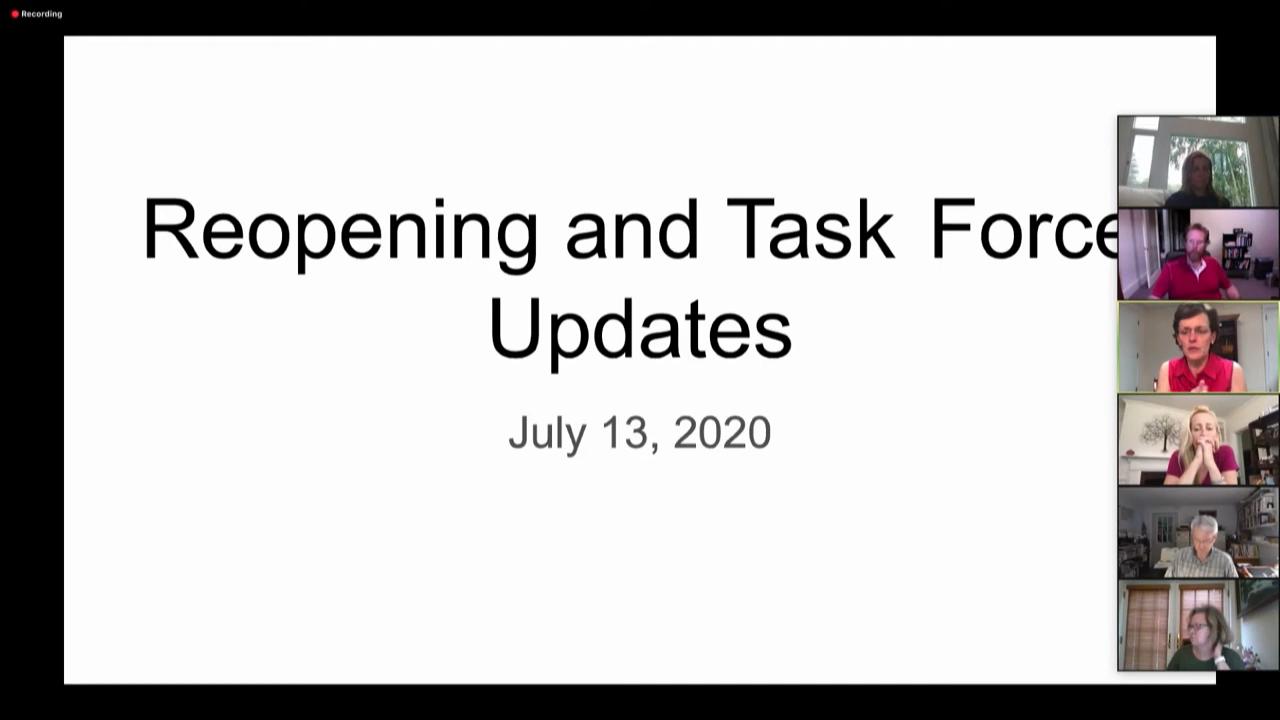 Recording
Reopening and Task Force
Updates
July 13, 2020